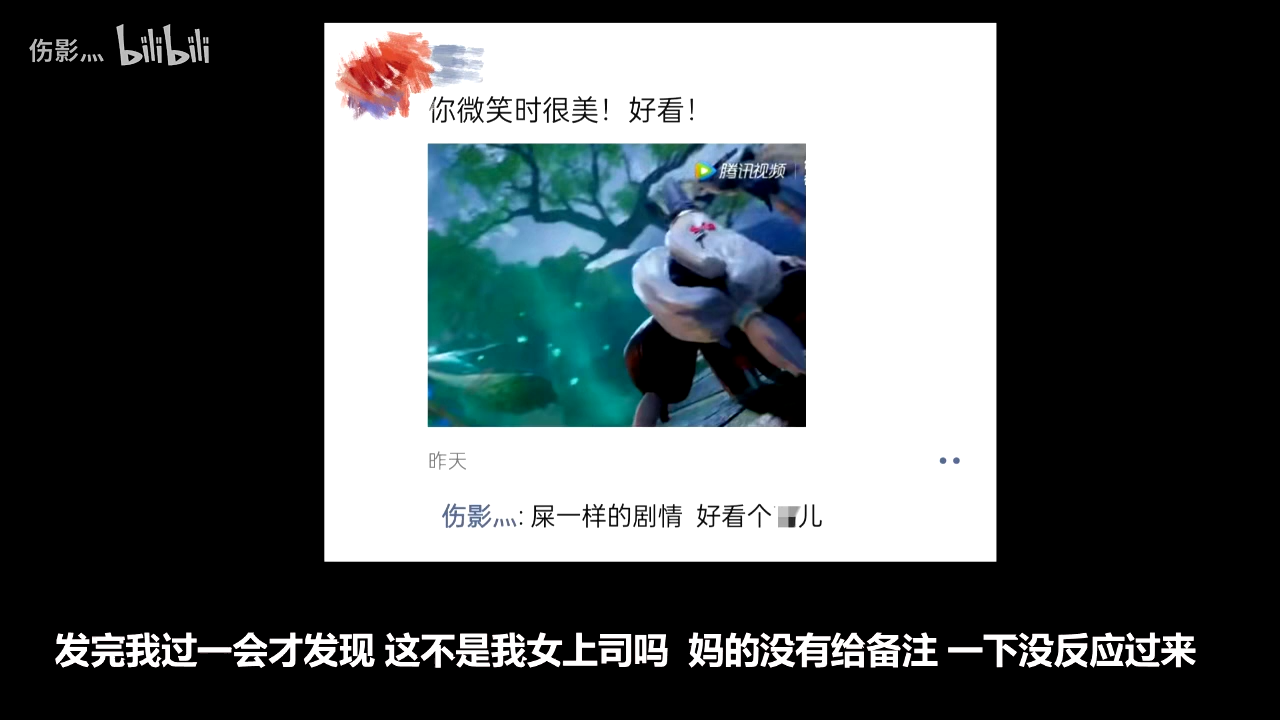 伤影灬 bilibili
你微笑时很美！好看！
腾讯视频
昨天
伤影灬: 屎一样的剧情 好看个儿
发完我过一会才发现 这不是我女上司吗 妈的没有给备注 一下没反应过来